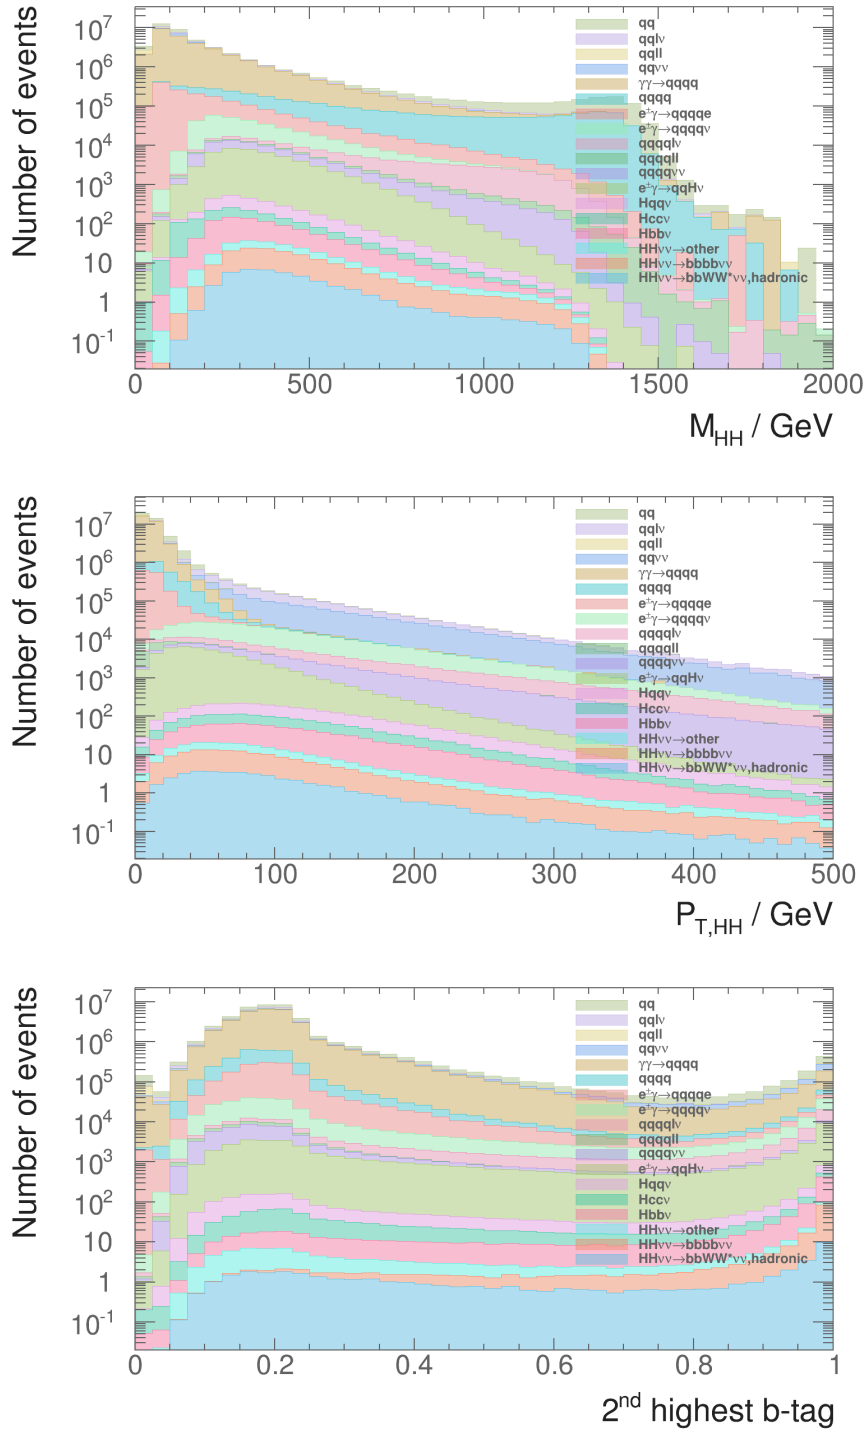 Number of events
10⁷
10⁶
10⁵
10⁴
10³
10²
10
1
10⁻¹
qq
qqlν
qqll
qqνν
γγ→qqqq
qqqq
e±γ→qqqqe
e±γ→qqqqν
qqqqlν
qqqqll
qqqqνν
e±γ→qqHν
Hqqν
Hccν
Hbbν
HHνν→other
HHνν→bbbbνν
HHνν→bbWW*νν,hadronic
0 500 1000 1500 2000
M_HH / GeV
Number of events
10⁷
10⁶
10⁵
10⁴
10³
10²
10
1
10⁻¹
qq
qqlν
qqll
qqνν
γγ→qqqq
qqqq
e±γ→qqqqe
e±γ→qqqqν
qqqqlν
qqqqll
qqqqνν
e±γ→qqHν
Hqqν
Hccν
Hbbν
HHνν→other
HHνν→bbbbνν
HHνν→bbWW*νν,hadronic
0 100 200 300 400 500
P_T,HH / GeV
Number of events
10⁷
10⁶
10⁵
10⁴
10³
10²
10
1
10⁻¹
qq
qqlν
qqll
qqνν
γγ→qqqq
qqqq
e±γ→qqqqe
e±γ→qqqqν
qqqqlν
qqqqll
qqqqνν
e±γ→qqHν
Hqqν
Hccν
Hbbν
HHνν→other
HHνν→bbbbνν
HHνν→bbWW*νν,hadronic
0 0.2 0.4 0.6 0.8 1
2nd highest b-tag